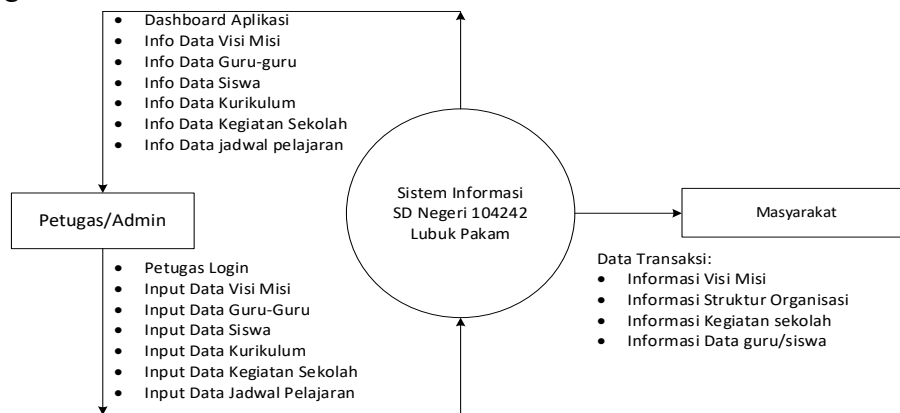 • Dashboard Aplikasi
• Info Data Visi Misi
• Info Data Guru-guru
• Info Data Siswa
• Info Data Kurikulum
• Info Data Kegiatan Sekolah
• Info Data jadwal pelajaran
Petugas/Admin
Sistem Informasi
SD Negeri 104242
Lubuk Pakam
Masyarakat
• Petugas Login
• Input Data Visi Misi
• Input Data Guru-Guru
• Input Data Siswa
• Input Data Kurikulum
• Input Data Kegiatan Sekolah
• Input Data Jadwal Pelajaran
Data Transaksi:
• Informasi Visi Misi
• Informasi Struktur Organisasi
• Informasi Kegiatan sekolah
• Informasi Data guru/siswa